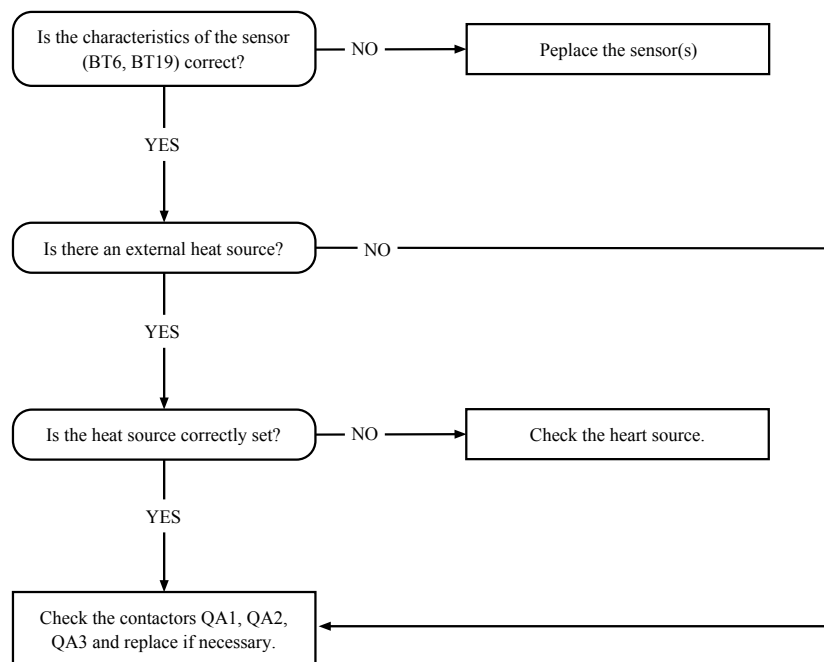 Is the characteristics of the sensor
(BT6, BT19) correct?
NO
Peplace the sensor(s)
YES
Is there an external heat source?
NO
YES
Is the heat source correctly set?
NO
Check the heart source.
YES
Check the contactors QA1, QA2,
QA3 and replace if necessary.